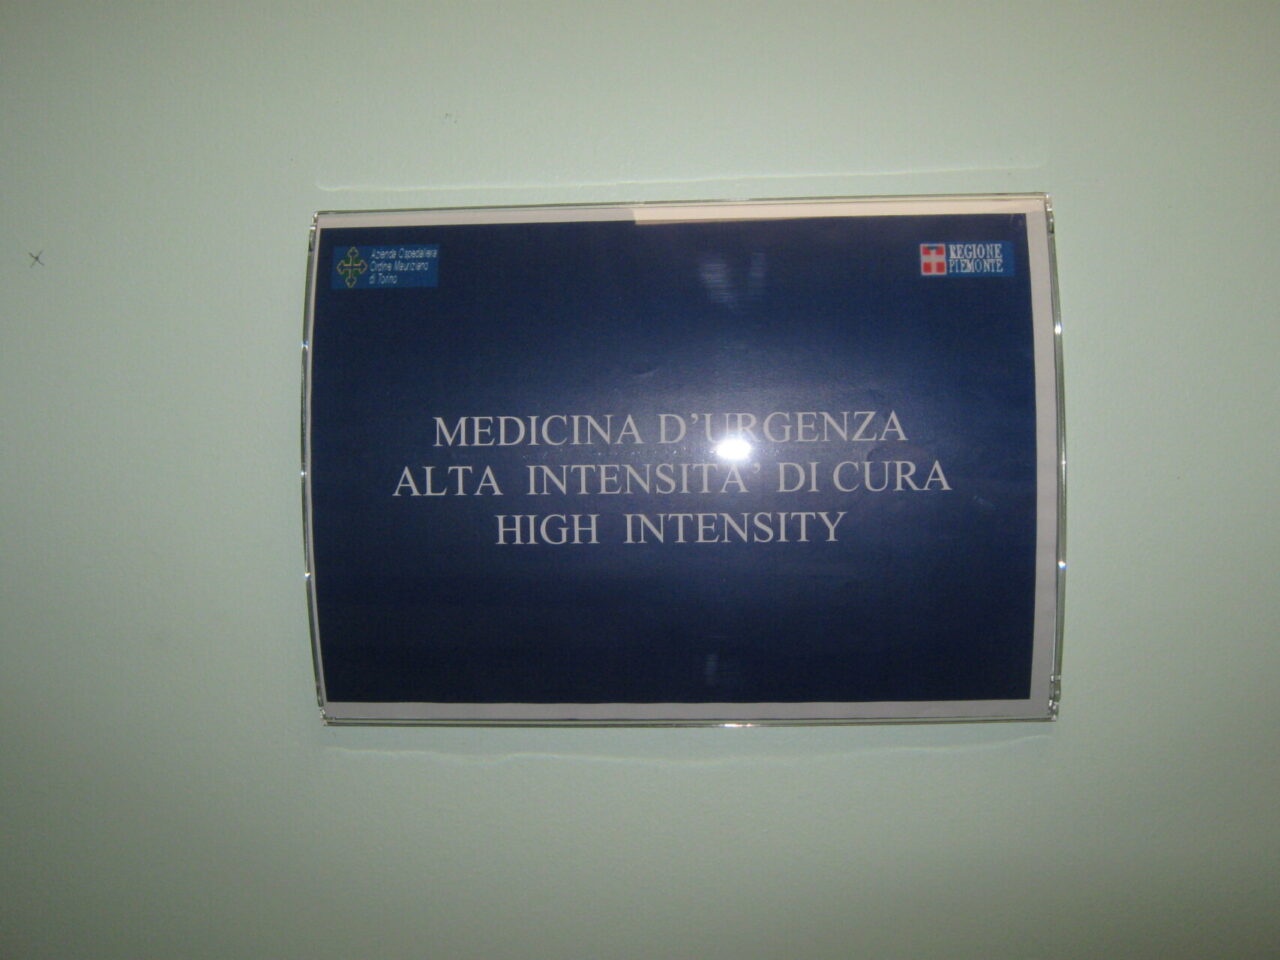 Azienda Ospedaliera
Ordine Mauriziano
di Torino
REGIONE
PIEMONTE
MEDICINA D'URGENZA
ALTA INTENSITA' DI CURA
HIGH INTENSITY